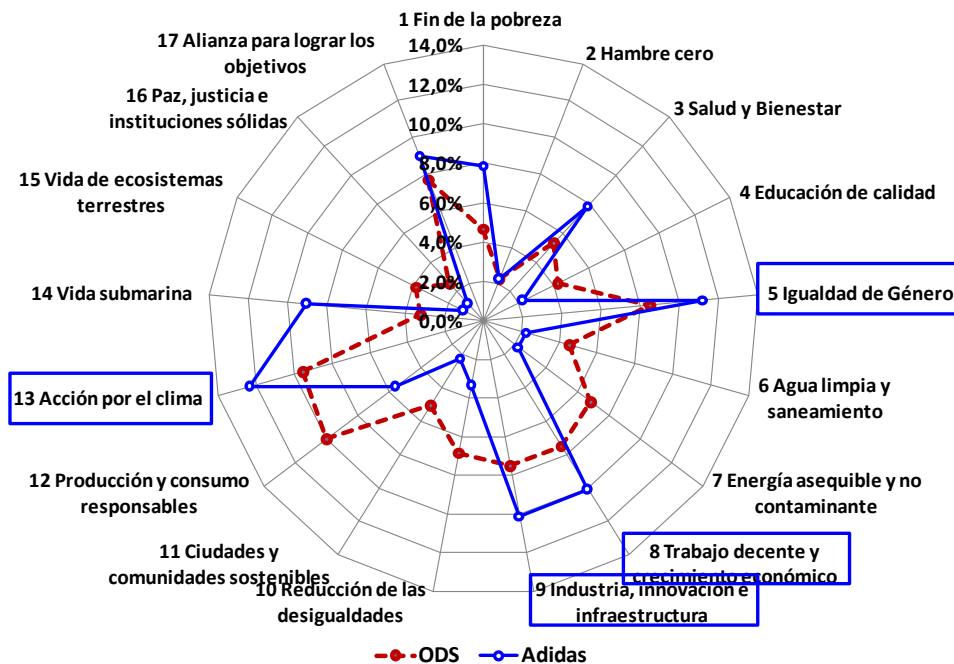 1 Fin de la pobreza
2 Hambre cero
3 Salud y Bienestar
4 Educación de calidad
5 Igualdad de Género
6 Agua limpia y
saneamiento
7 Energía asequible y no
contaminante
8 Trabajo decente y
crecimiento económico
9 Industria, innovación e
infraestructura
10 Reducción de las
desigualdades
11 Ciudades y
comunidades sostenibles
12 Producción y consumo
responsables
13 Acción por el clima
14 Vida submarina
15 Vida de ecosistemas
terrestres
16 Paz, justicia e
instituciones sólidas
17 Alianza para lograr los
objetivos
14,0%
12,0%
10,0%
8,0%
6,0%
4,0%
2,0%
0,0%
ODS
Adidas